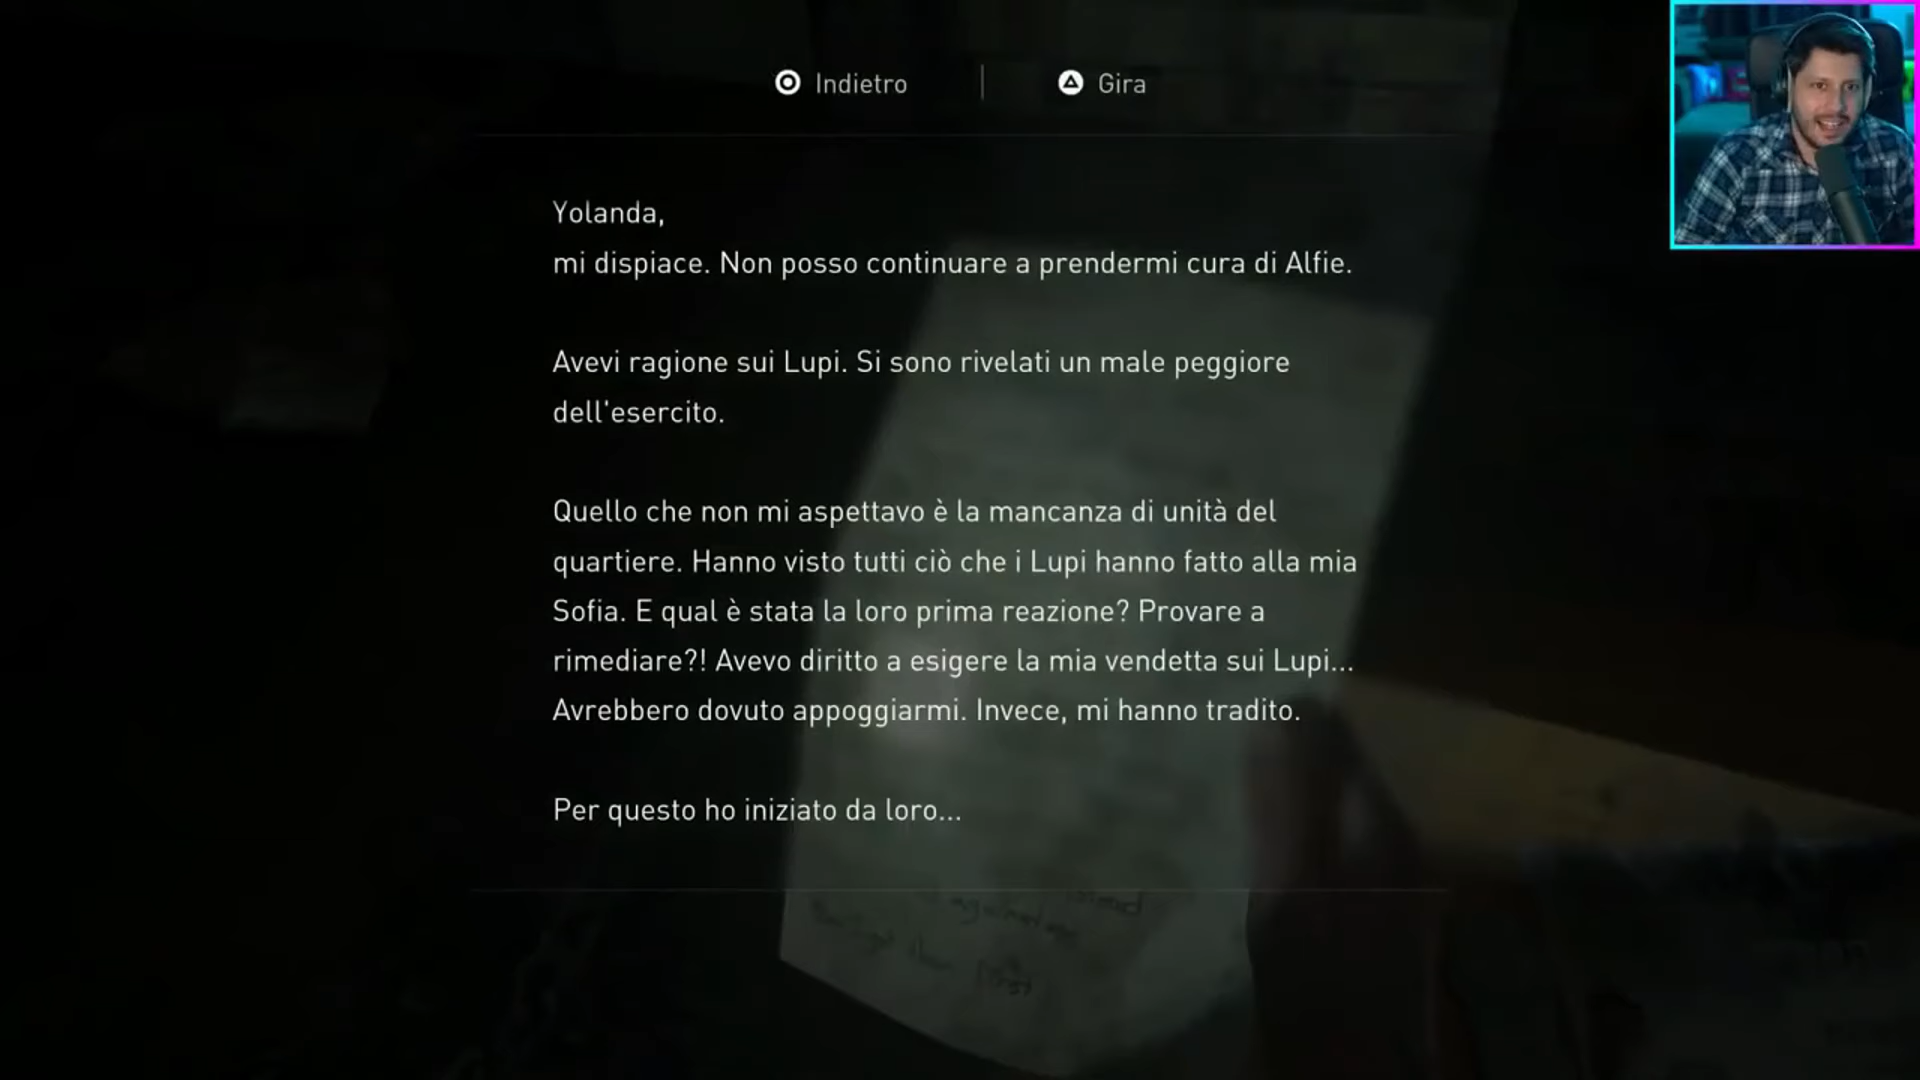 Indietro
Gira
Yolanda,
mi dispiace. Non posso continuare a prendermi cura di Alfie.
Avevi ragione sui Lupi. Si sono rivelati un male peggiore
dell'esercito.
Quello che non mi aspettavo è la mancanza di unità del
quartiere. Hanno visto tutti ciò che i Lupi hanno fatto alla mia
Sofia. E qual è stata la loro prima reazione? Provare a
rimediare?! Avevo diritto a esigere la mia vendetta sui Lupi...
Avrebbero dovuto appoggiarmi. Invece, mi hanno tradito.
Per questo ho iniziato da loro...